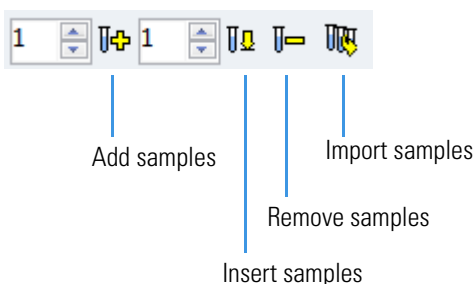 1 1
Add samples
Import samples
Remove samples
Insert samples